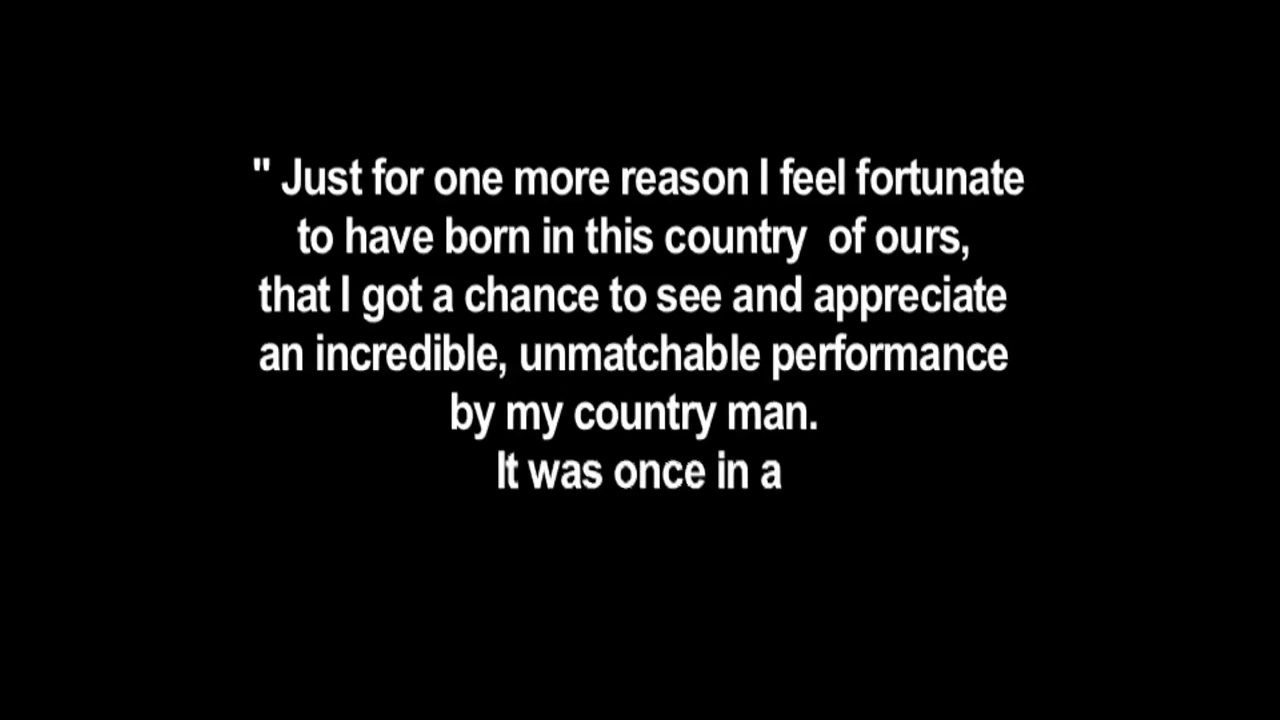 " Just for one more reason I feel fortunate
to have born in this country  of ours,
that I got a chance to see and appreciate
an incredible, unmatchable performance
by my country man.
It was once in a